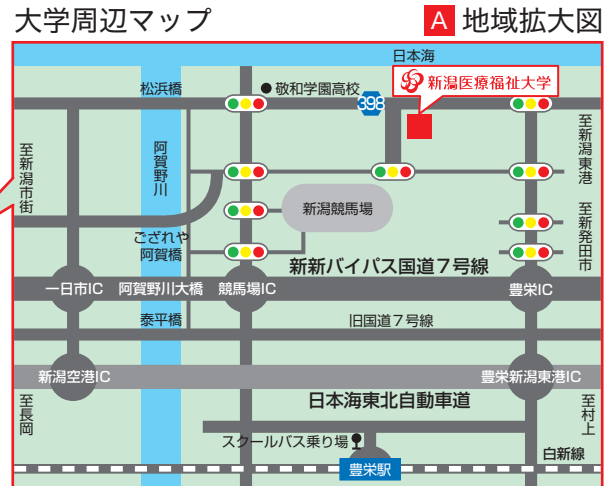 大学周辺マップ
A 地域拡大図
日本海
松浜橋
敬和学園高校
398
新潟医療福祉大学
至新潟市街
阿賀野川
至新潟東港
新潟競馬場
至新発田市
ござれや
阿賀橋
新新バイパス国道7号線
一日市IC
阿賀野川大橋
競馬場IC
豊栄IC
泰平橋
旧国道7号線
新潟空港IC
豊栄新潟東港IC
至長岡
日本海東北自動車道
至村上
スクールバス乗り場
白新線
豊栄駅